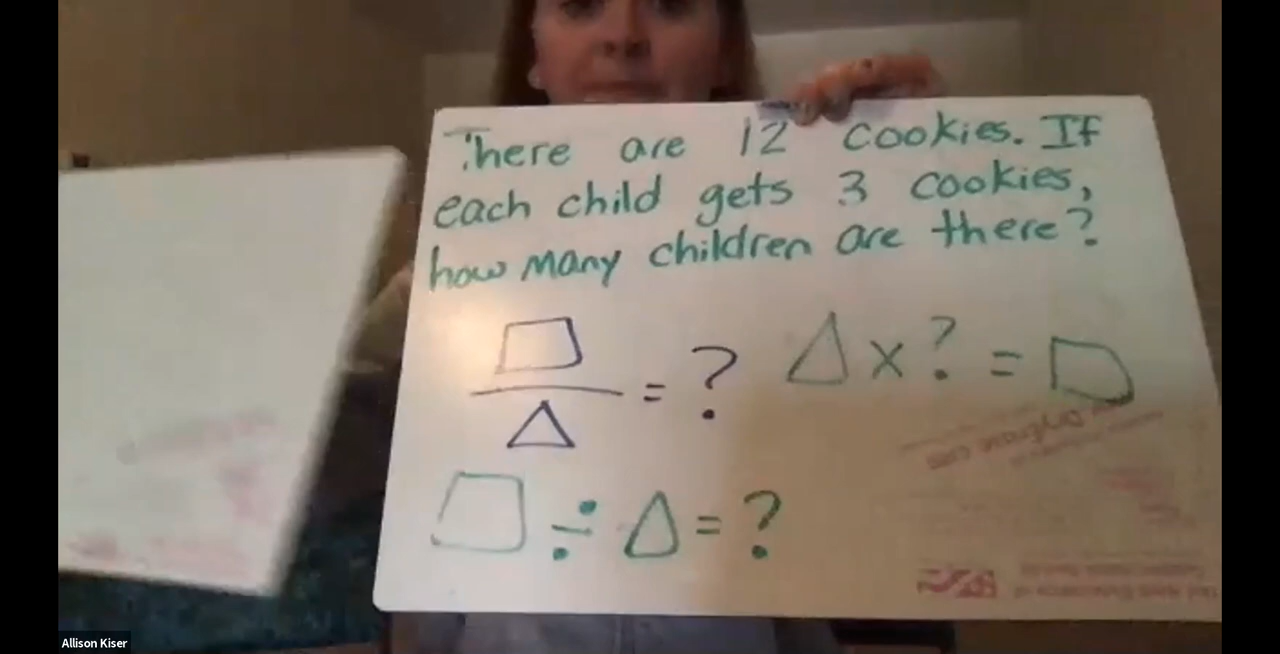 There are 12 cookies. If
each child gets 3 cookies,
how many children are there?
□
/
△ = ?
△ x ? = □
□ ÷ △ = ?
Allison Kiser